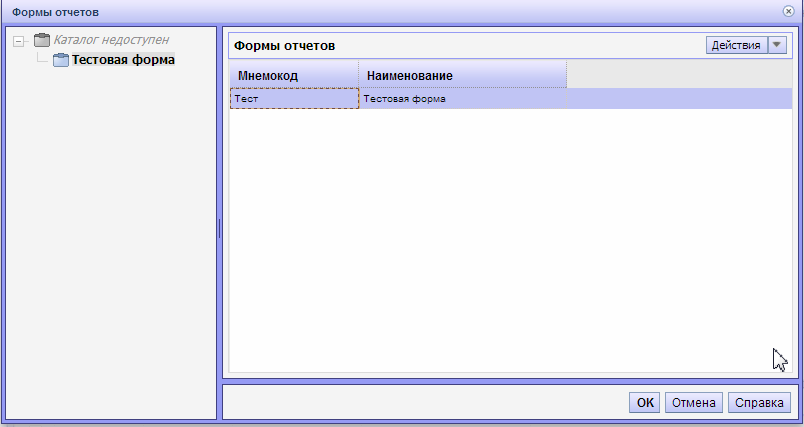 Формы отчетов
Каталог недоступен
Тестовая форма
Формы отчетов
Действия
Мнемокод Наименование
Тест Тестовая форма
OK Отмена Справка